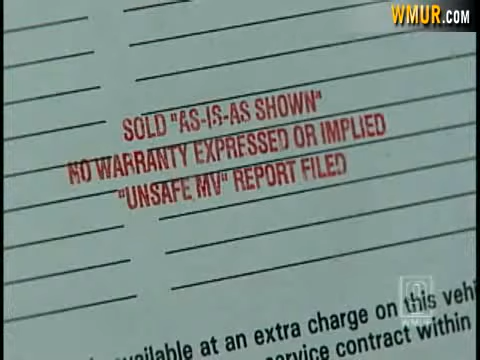 WMUR.COM
SOLD "AS-IS-AS SHOWN"
NO WARRANTY EXPRESSED OR IMPLIED
"UNSAFE MV" REPORT FILED
available at an extra charge on this vehi
service contract within
WMUR